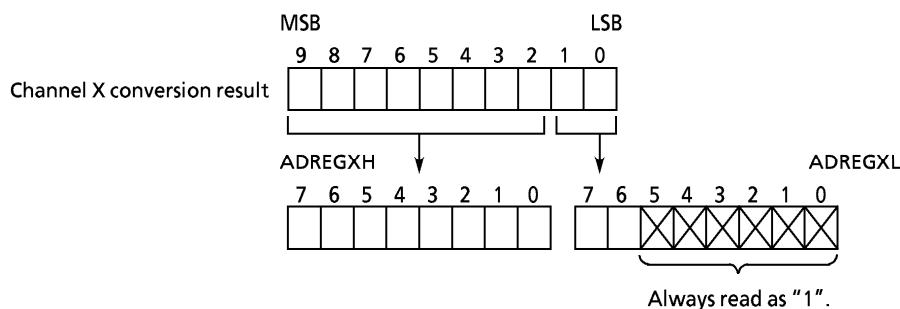 MSB LSB
9 8 7 6 5 4 3 2 1 0
Channel X conversion result
ADREGXH ADREGXL
7 6 5 4 3 2 1 0 7 6 5 4 3 2 1 0
Always read as “1”.